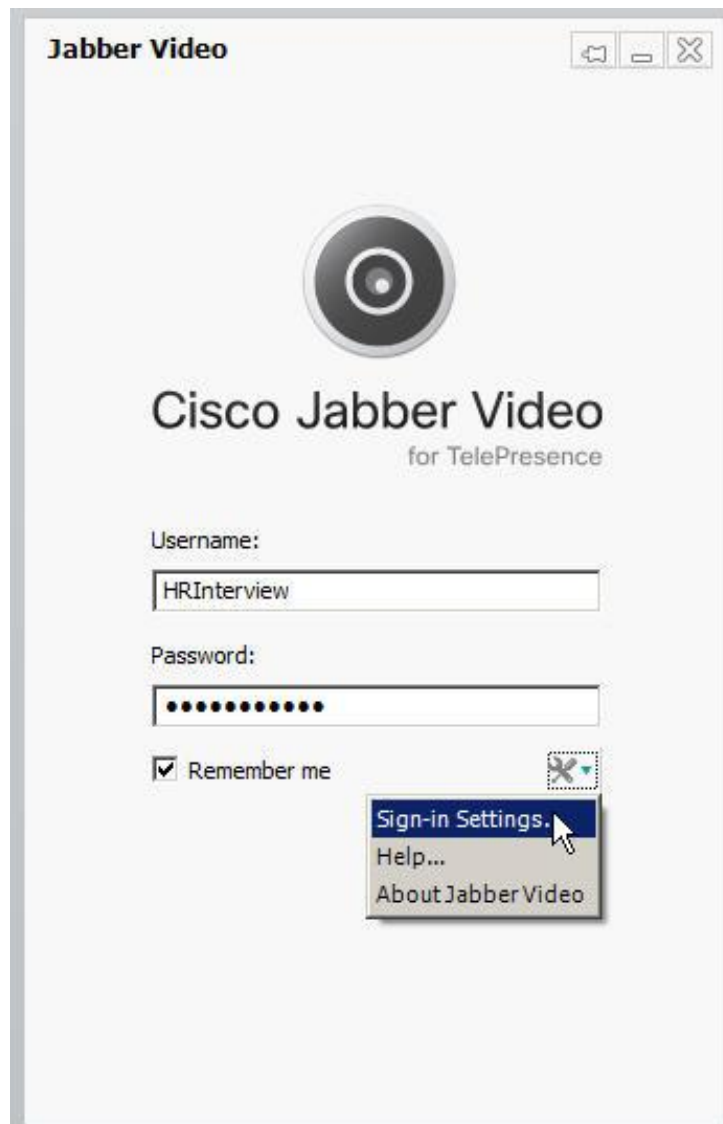 Jabber Video
Cisco Jabber Video
for TelePresence
Username:
HRInterview
Password:
●●●●●●●●●●●
Remember me
Sign-in Settings..
Help...
About Jabber Video